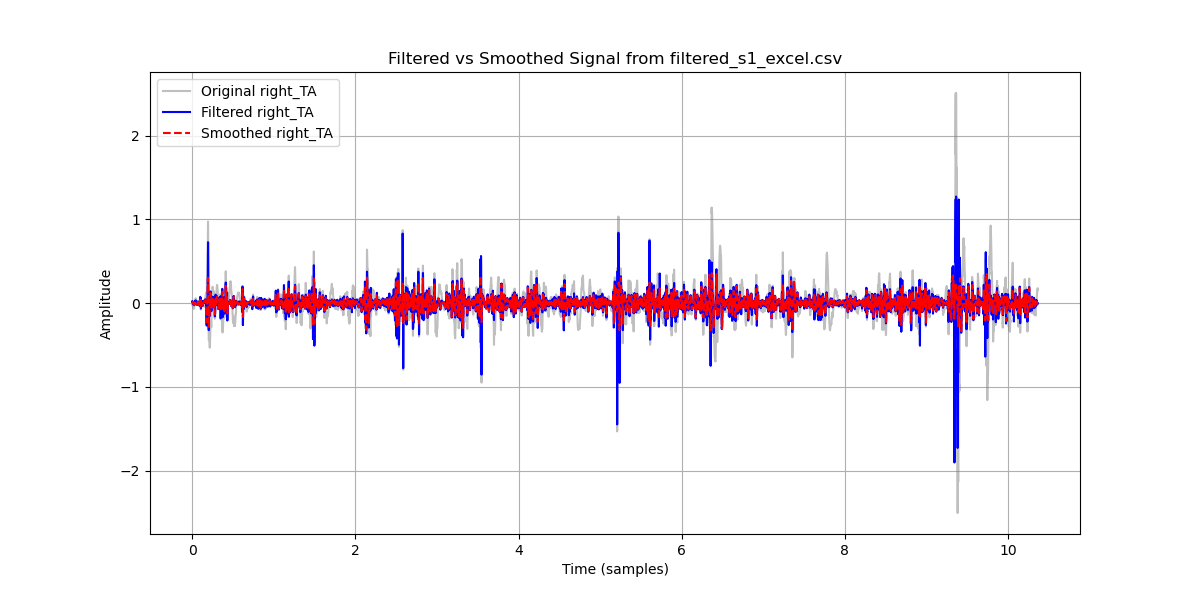 Filtered vs Smoothed Signal from filtered_s1_excel.csv
Original right_TA
Filtered right_TA
Smoothed right_TA
2
1
0
−1
−2
Amplitude
0 2 4 6 8 10
Time (samples)